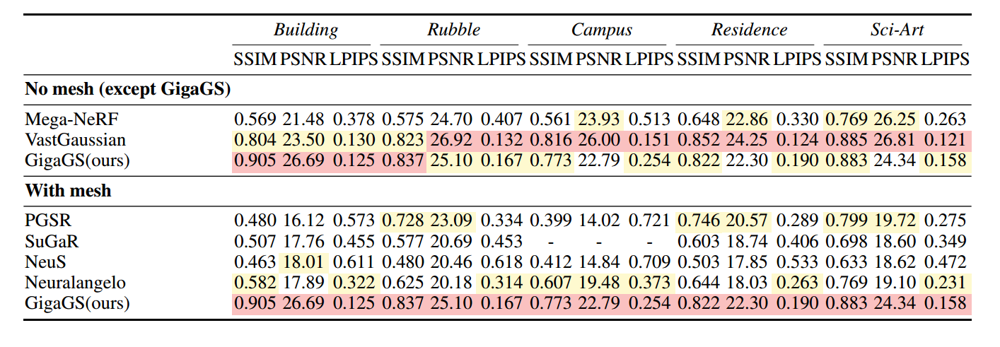 Building Rubble Campus Residence Sci-Art
SSIM PSNR LPIPS SSIM PSNR LPIPS SSIM PSNR LPIPS SSIM PSNR LPIPS SSIM PSNR LPIPS
No mesh (except GigaGS)
Mega-NeRF 0.569 21.48 0.378 0.575 24.70 0.407 0.561 23.93 0.513 0.648 22.86 0.330 0.769 26.25 0.263
VastGaussian 0.804 23.50 0.130 0.823 26.92 0.132 0.816 26.00 0.151 0.852 24.25 0.124 0.885 26.81 0.121
GigaGS(ours) 0.905 26.69 0.125 0.837 25.10 0.167 0.773 22.79 0.254 0.822 22.30 0.190 0.883 24.34 0.158
With mesh
PGSR 0.480 16.12 0.573 0.728 23.09 0.334 0.399 14.02 0.721 0.746 20.57 0.289 0.799 19.72 0.275
SuGaR 0.507 17.76 0.455 0.577 20.69 0.453 - - - 0.603 18.74 0.406 0.698 18.60 0.349
NeuS 0.463 18.01 0.611 0.480 20.46 0.618 0.412 14.84 0.709 0.503 17.85 0.533 0.633 18.62 0.472
Neuralangelo 0.582 17.89 0.322 0.625 20.18 0.314 0.607 19.48 0.373 0.644 18.03 0.263 0.769 19.10 0.231
GigaGS(ours) 0.905 26.69 0.125 0.837 25.10 0.167 0.773 22.79 0.254 0.822 22.30 0.190 0.883 24.34 0.158